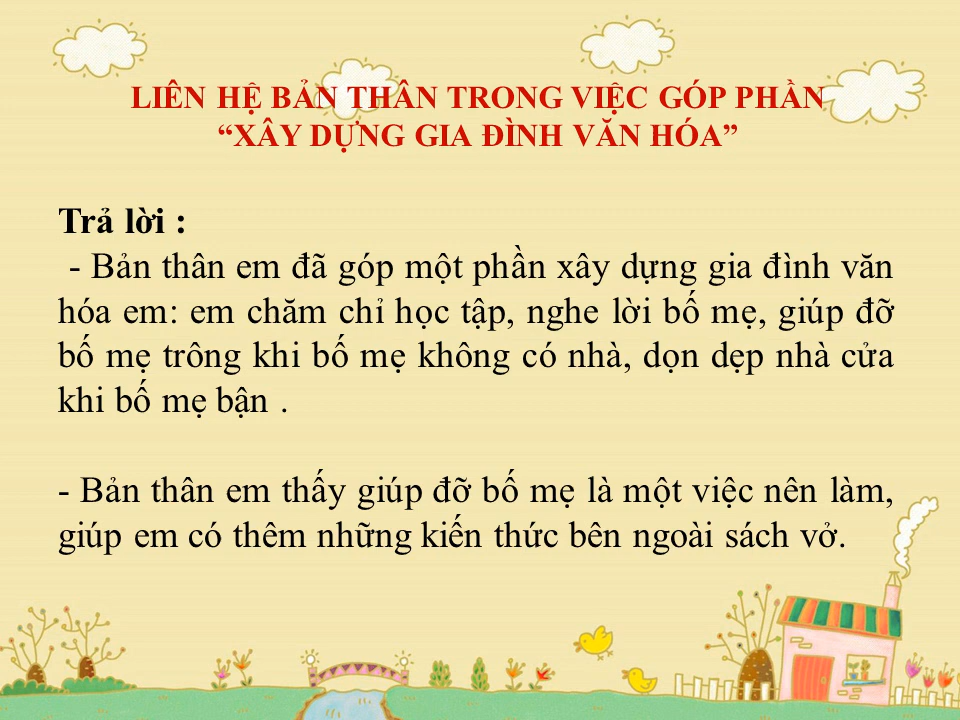 LIÊN HỆ BẢN THÂN TRONG VIỆC GÓP PHẦN
“XÂY DỰNG GIA ĐÌNH VĂN HÓA”
Trả lời :
- Bản thân em đã góp một phần xây dựng gia đình văn
hóa em: em chăm chỉ học tập, nghe lời bố mẹ, giúp đỡ
bố mẹ trông khi bố mẹ không có nhà, dọn dẹp nhà cửa
khi bố mẹ bận .
- Bản thân em thấy giúp đỡ bố mẹ là một việc nên làm,
giúp em có thêm những kiến thức bên ngoài sách vở.